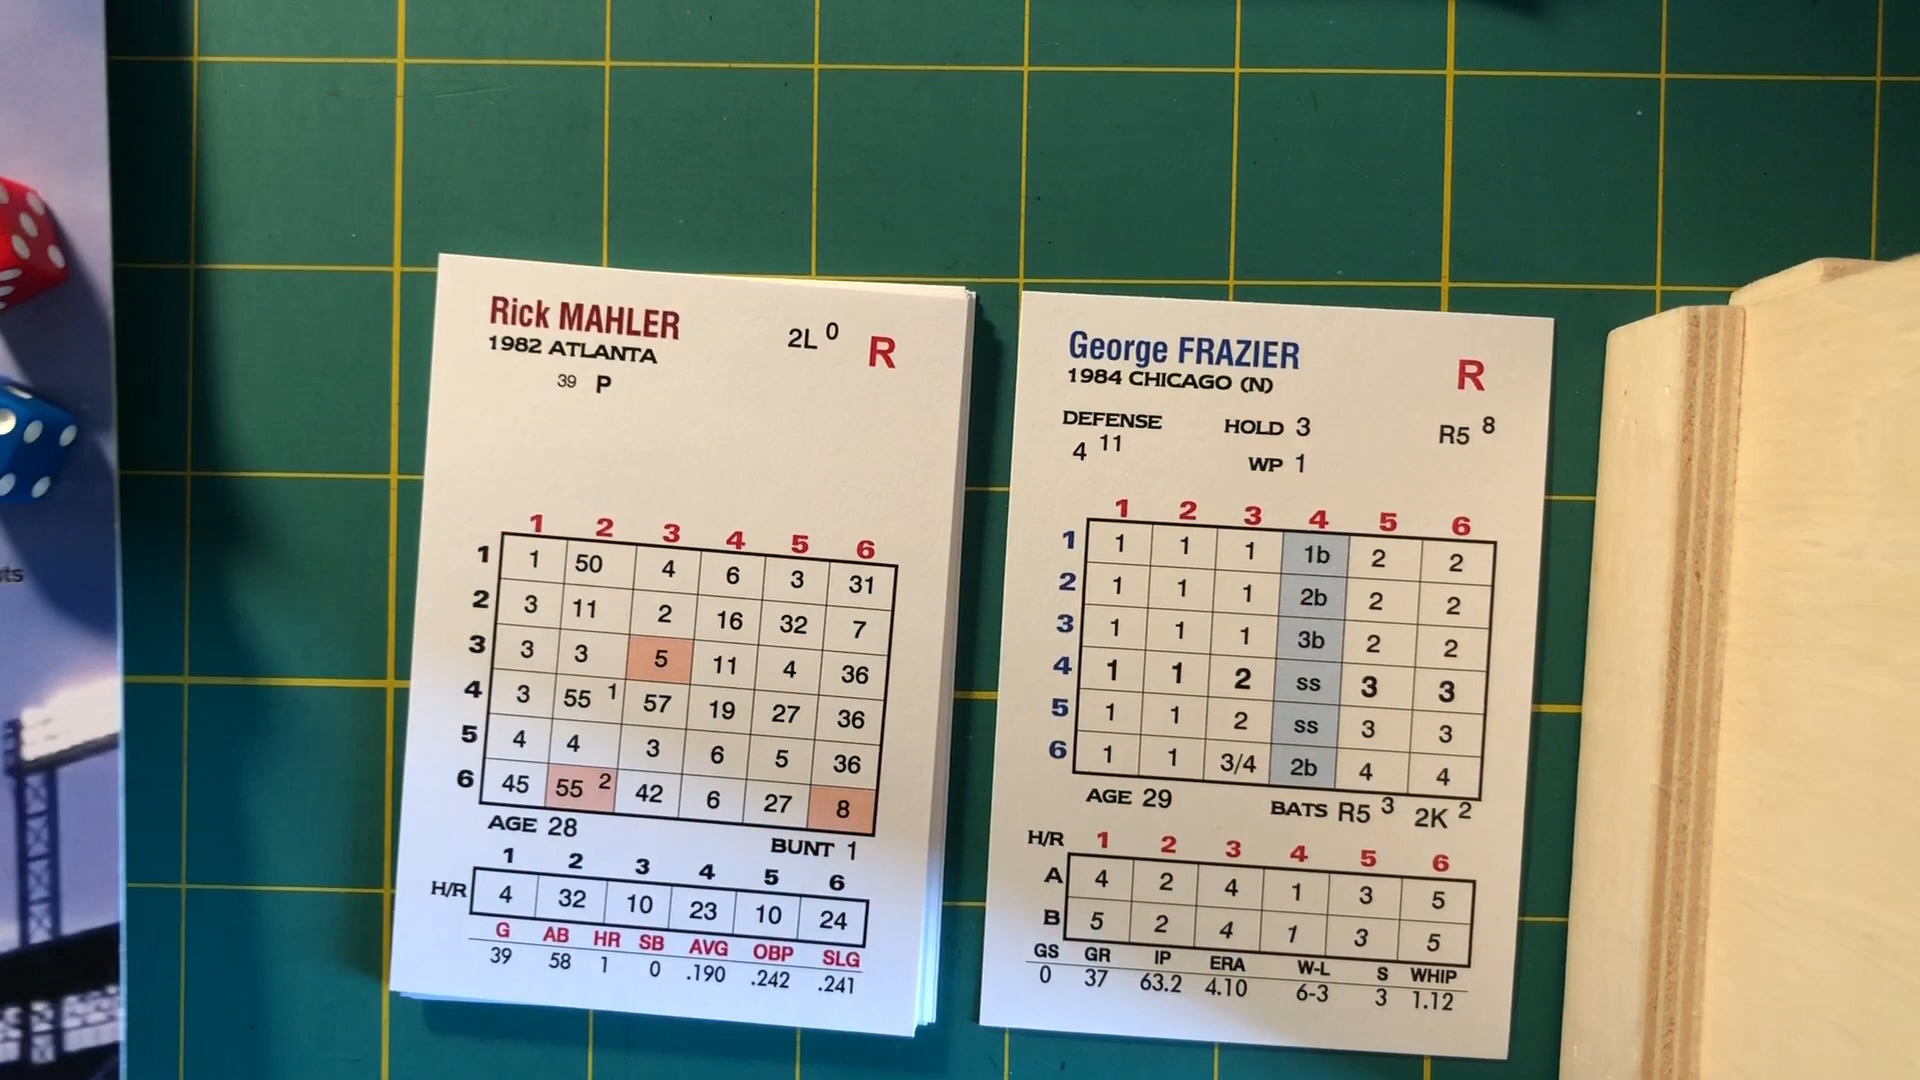 ts
Rick MAHLER
1982 ATLANTA
39 P
2L 0
R
1 2 3 4 5 6
1 1 50 4 6 3 31
2 3 11 2 16 32 7
3 3 3 5 11 4 36
4 3 55 1 57 19 27 36
5 4 4 3 6 5 36
6 45 55 2 42 6 27 8
AGE 28
BUNT 1
1 2 3 4 5 6
H/R 4 32 10 23 10 24
G AB HR SB AVG OBP SLG
39 58 1 0 .190 .242 .241
George FRAZIER
1984 CHICAGO (N)
R
DEFENSE
4 11
HOLD 3
WP 1
R5 8
1 2 3 4 5 6
1 1 1 1 1b 2 2
2 1 1 1 2b 2 2
3 1 1 1 3b 2 2
4 1 1 2 ss 3 3
5 1 1 2 ss 3 3
6 1 1 3/4 2b 4 4
AGE 29
BATS R5 3 2K 2
H/R 1 2 3 4 5 6
A 4 2 4 1 3 5
B 5 2 4 1 3 5
GS GR IP ERA W-L S WHIP
0 37 63.2 4.10 6-3 3 1.12